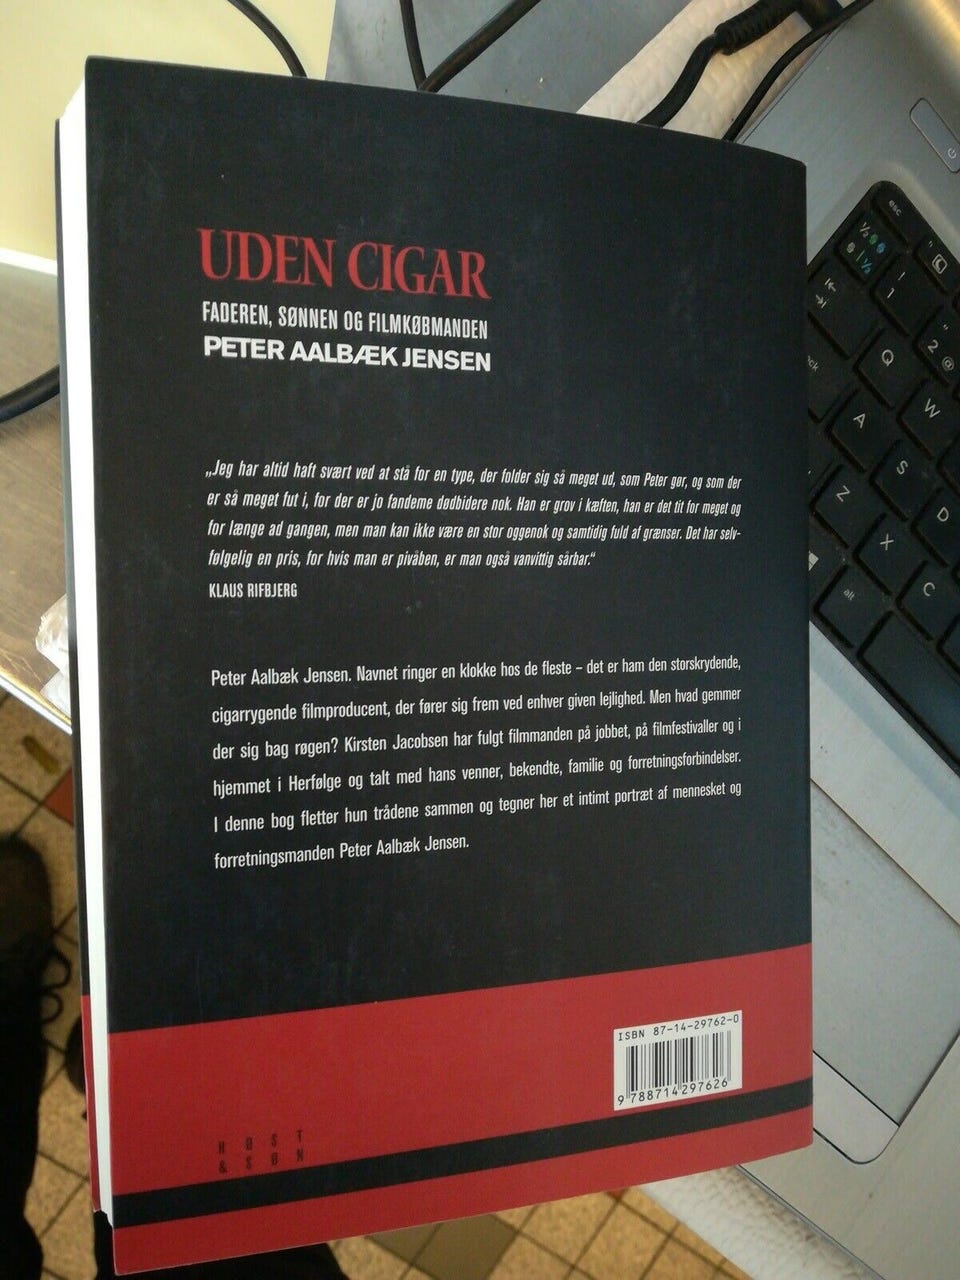 UDEN CIGAR
FADEREN, SØNNEN OG FILMKØBMANDEN
PETER AALBÆK JENSEN
„Jeg har altid haft svært ved at stå for en type, der folder sig så meget ud, som Peter gør, og som der
er så meget fut i, for der er jo fandeme dødbidere nok. Han er grov i kæften, han er det tit for meget og
for længe ad gangen, men man kan ikke være en stor oggenok og samtidig fuld af grænser. Det har selv-
følgelig en pris, for hvis man er pivåben, er man også vanvittig sårbar.“
KLAUS RIFBJERG
Peter Aalbæk Jensen. Navnet ringer en klokke hos de fleste – det er ham den storskrydende,
cigarrygende filmproducent, der fører sig frem ved enhver given lejlighed. Men hvad gemmer
der sig bag røgen? Kirsten Jacobsen har fulgt filmmanden på jobbet, på filmfestivaller og i
hjemmet i Herfølge og talt med hans venner, bekendte, familie og forretningsforbindelser.
I denne bog fletter hun trådene sammen og tegner her et intimt portræt af mennesket og
forretningsmanden Peter Aalbæk Jensen.
ISBN 87-14-29762-0
9 788714 297626
HØST
&SØN
esc
1/2
1
2 @
Q
W
A
S
D
Z
X
C
alt